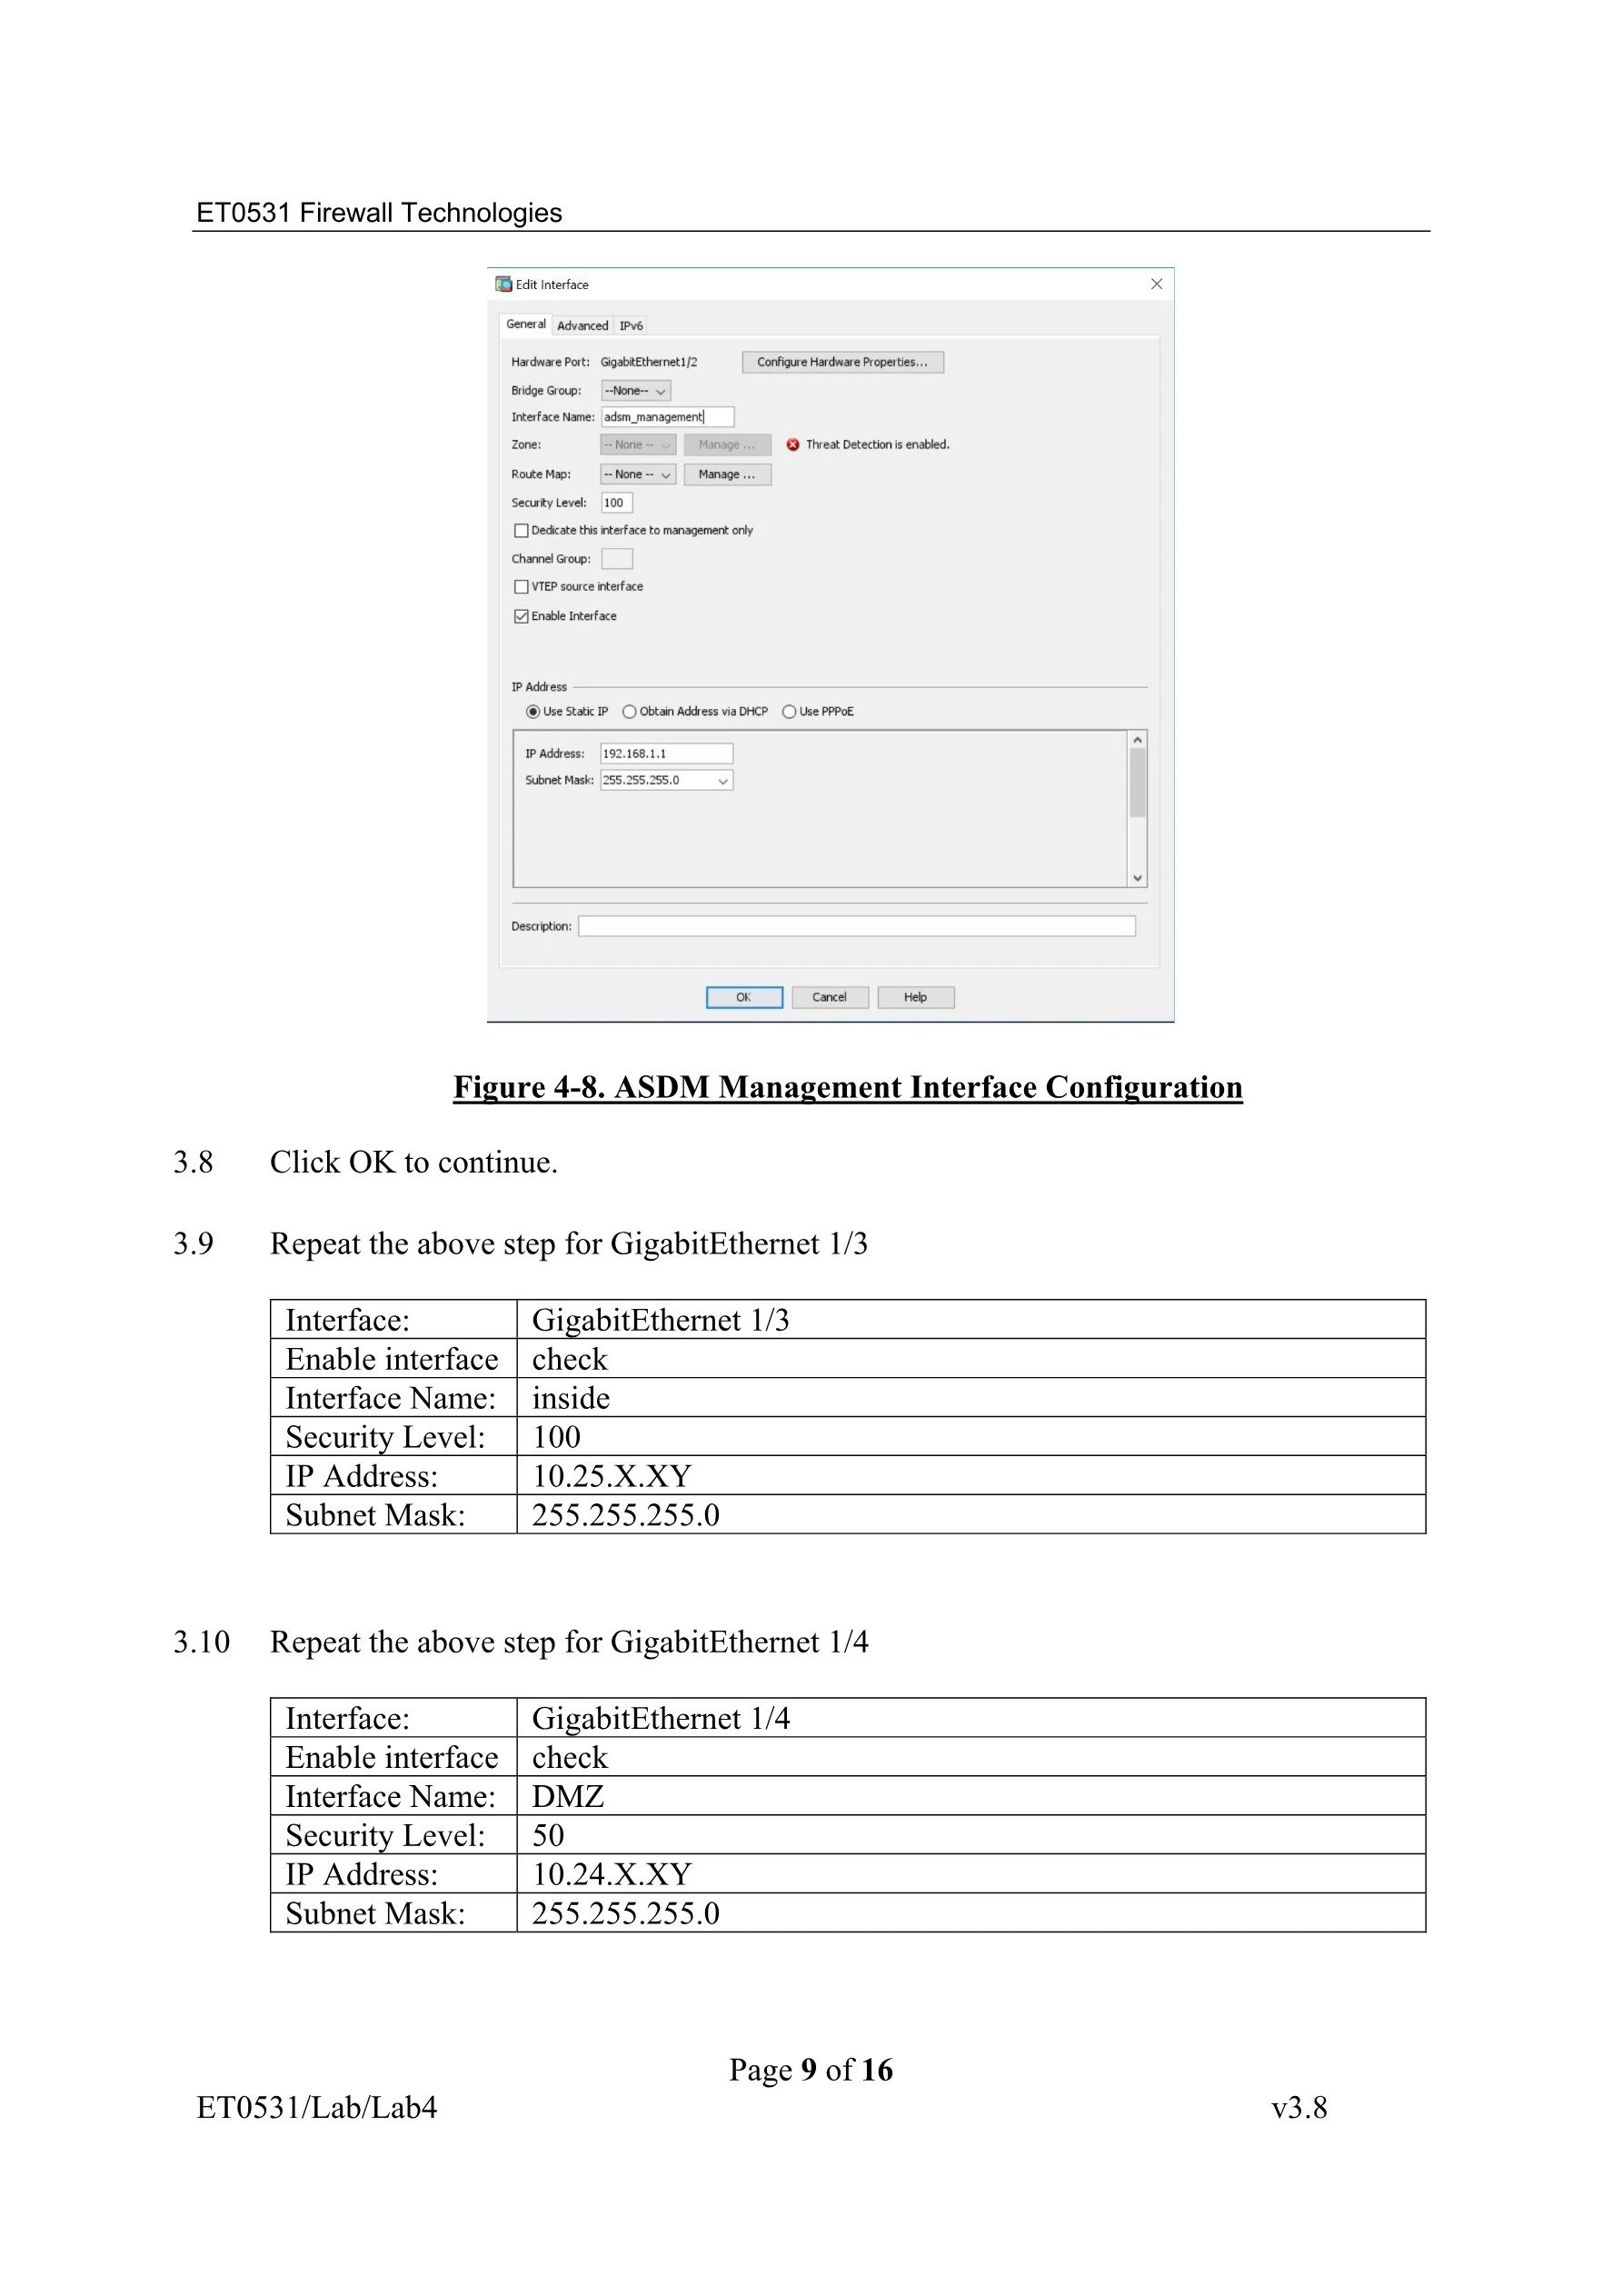 ET0531 Firewall Technologies
Edit Interface
General Advanced IPv6
Hardware Port: GigabitEthernet1/2 Configure Hardware Properties...
Bridge Group: --None--
Interface Name: adsm_management
Zone: -- None -- Manage ... Threat Detection is enabled.
Route Map: -- None -- Manage ...
Security Level: 100
Dedicate this interface to management only
Channel Group:
VTEP source interface
Enable Interface
IP Address
Use Static IP Obtain Address via DHCP Use PPPoE
IP Address: 192.168.1.1
Subnet Mask: 255.255.255.0
Description:
OK Cancel Help
Figure 4-8. ASDM Management Interface Configuration
3.8 Click OK to continue.
3.9 Repeat the above step for GigabitEthernet 1/3
Interface: GigabitEthernet 1/3
Enable interface check
Interface Name: inside
Security Level: 100
IP Address: 10.25.X.XY
Subnet Mask: 255.255.255.0
3.10 Repeat the above step for GigabitEthernet 1/4
Interface: GigabitEthernet 1/4
Enable interface check
Interface Name: DMZ
Security Level: 50
IP Address: 10.24.X.XY
Subnet Mask: 255.255.255.0
Page 9 of 16
ET0531/Lab/Lab4 v3.8